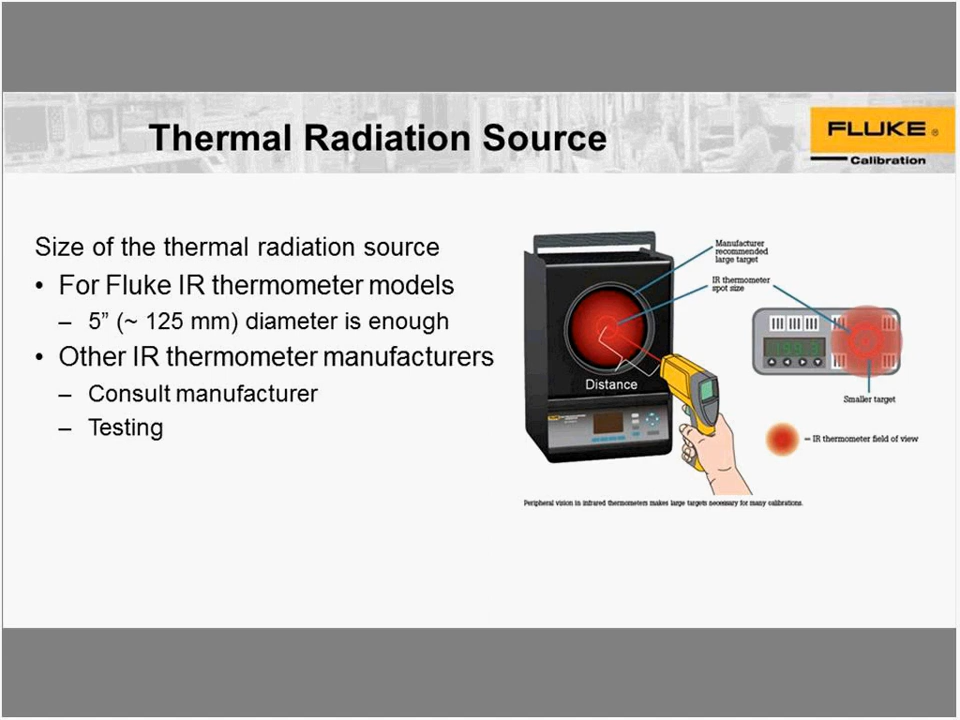 Thermal Radiation Source
FLUKE ®
Calibration
Size of the thermal radiation source
• For Fluke IR thermometer models
– 5” (~ 125 mm) diameter is enough
• Other IR thermometer manufacturers
– Consult manufacturer
– Testing
Manufacturer
recommended
large target
IR thermometer
spot size
Distance
Smaller target
= IR thermometer field of view
Peripheral vision in infrared thermometers makes large targets necessary for many calibrations.